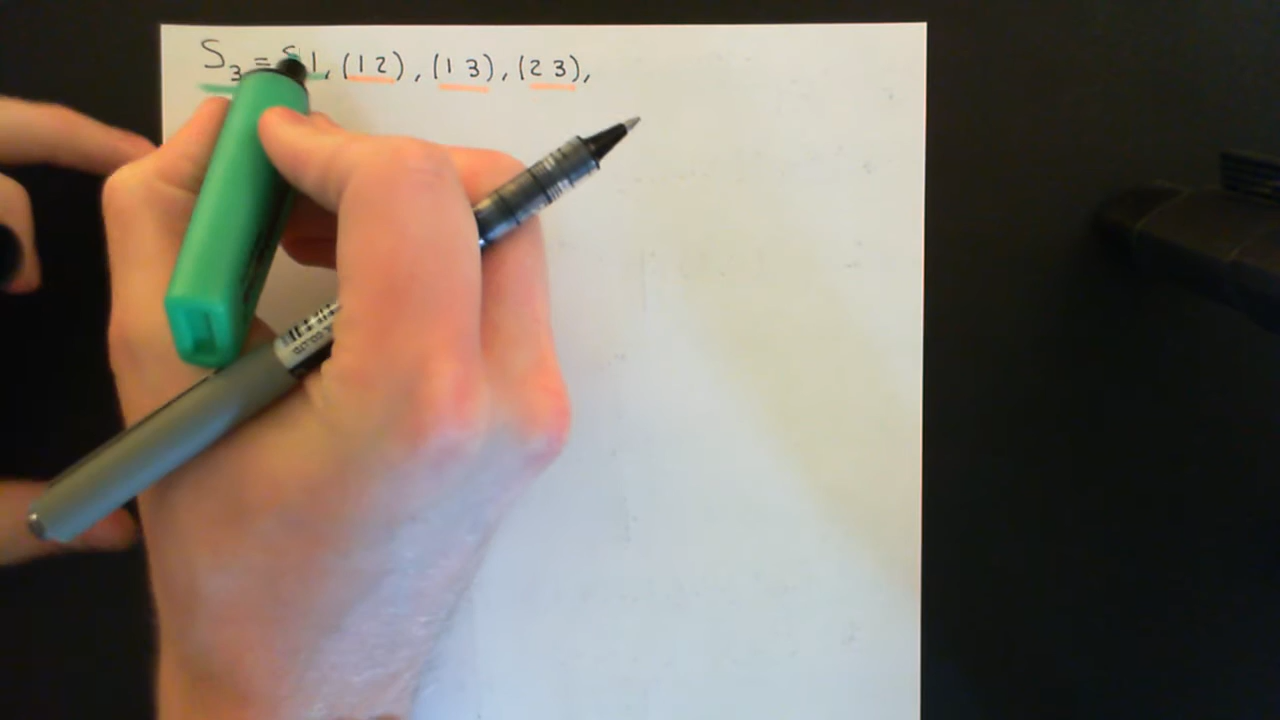 S₃ = {1, (1 2), (1 3), (2 3),